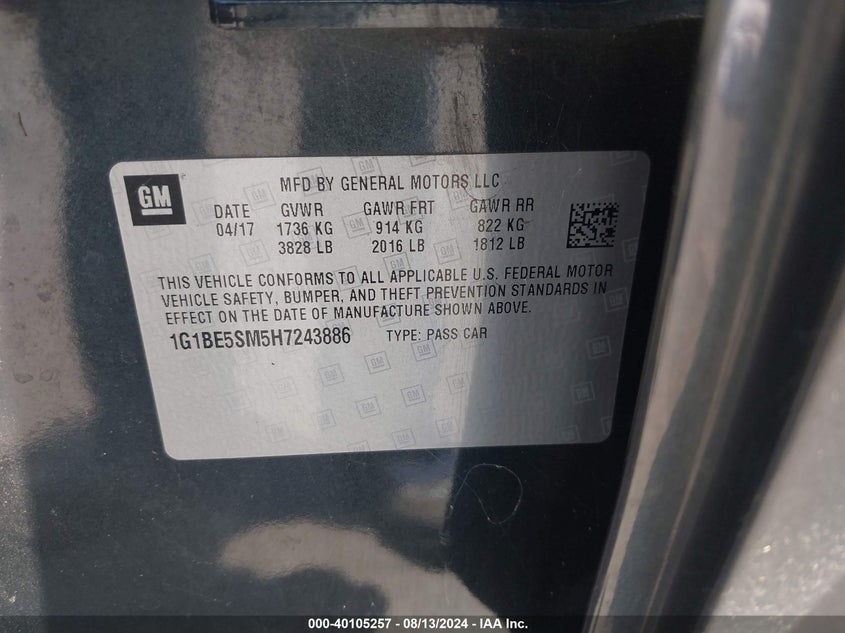 GM
MFD BY GENERAL MOTORS LLC
DATE GVWR GAWR FRT GAWR RR
04/17 1736 KG 914 KG 822 KG
3828 LB 2016 LB 1812 LB
THIS VEHICLE CONFORMS TO ALL APPLICABLE U.S. FEDERAL MOTOR
VEHICLE SAFETY, BUMPER, AND THEFT PREVENTION STANDARDS IN
EFFECT ON THE DATE OF MANUFACTURE SHOWN ABOVE.
1G1BE5SM5H7243886 TYPE: PASS CAR
000-40105257 - 08/13/2024 - IAA Inc.